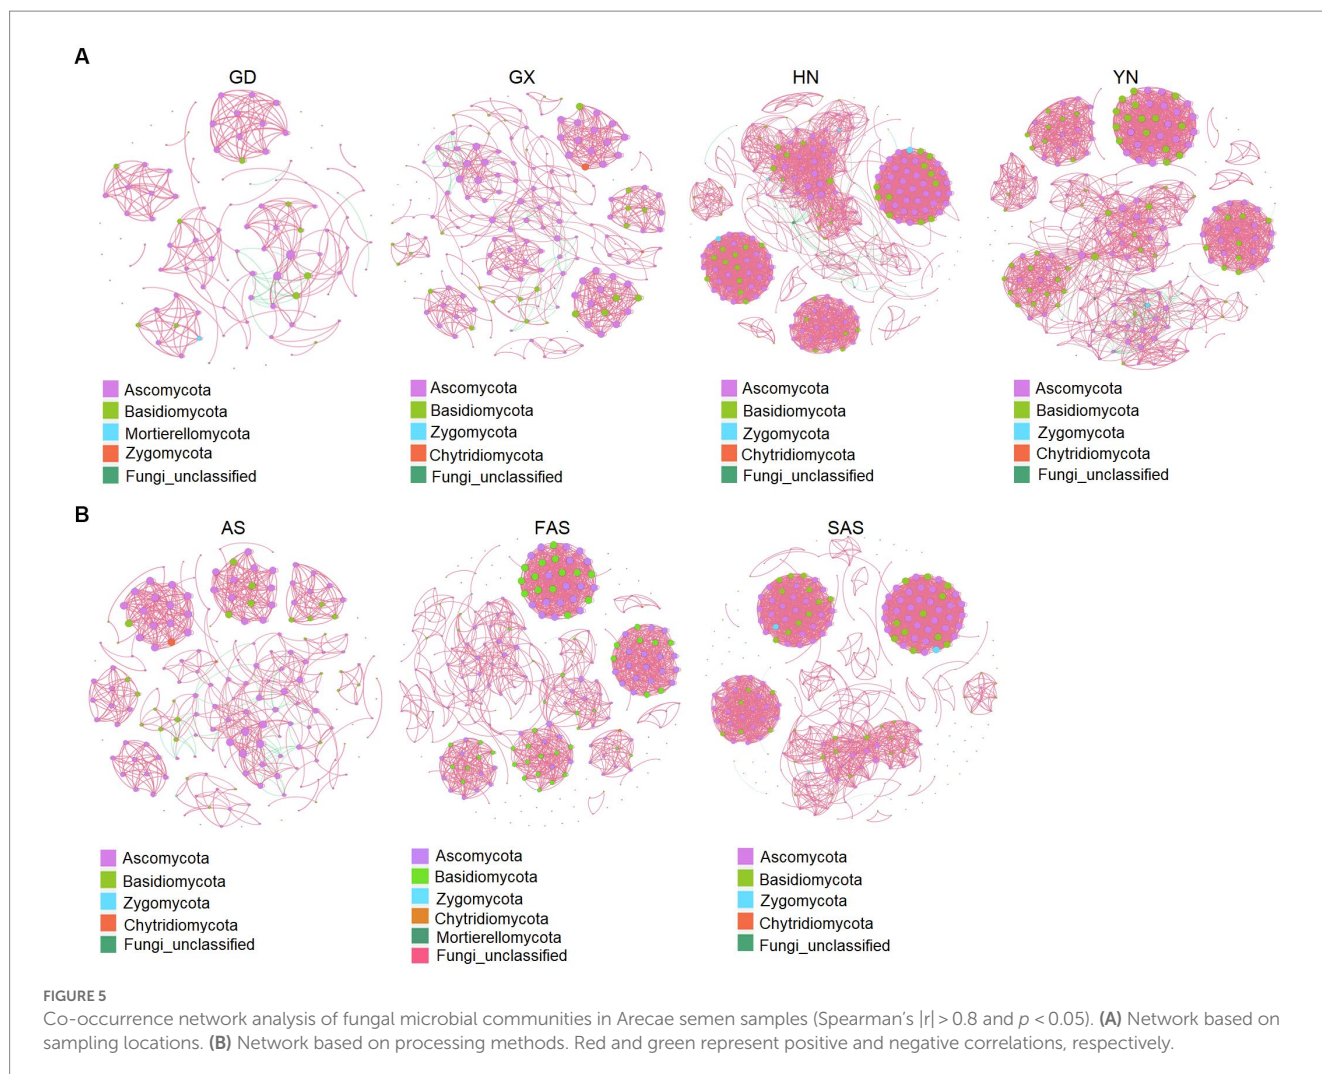 A
GD
GX
HN
YN
Ascomycota
Basidiomycota
Mortierellomycota
Zygomycota
Fungi_unclassified
Ascomycota
Basidiomycota
Zygomycota
Chytridiomycota
Fungi_unclassified
Ascomycota
Basidiomycota
Zygomycota
Chytridiomycota
Fungi_unclassified
Ascomycota
Basidiomycota
Zygomycota
Chytridiomycota
Fungi_unclassified
B
AS
FAS
SAS
Ascomycota
Basidiomycota
Zygomycota
Chytridiomycota
Fungi_unclassified
Ascomycota
Basidiomycota
Zygomycota
Chytridiomycota
Mortierellomycota
Fungi_unclassified
Ascomycota
Basidiomycota
Zygomycota
Chytridiomycota
Fungi_unclassified
FIGURE 5
Co-occurrence network analysis of fungal microbial communities in Arecae semen samples (Spearman's |r| > 0.8 and p < 0.05). (A) Network based on
sampling locations. (B) Network based on processing methods. Red and green represent positive and negative correlations, respectively.